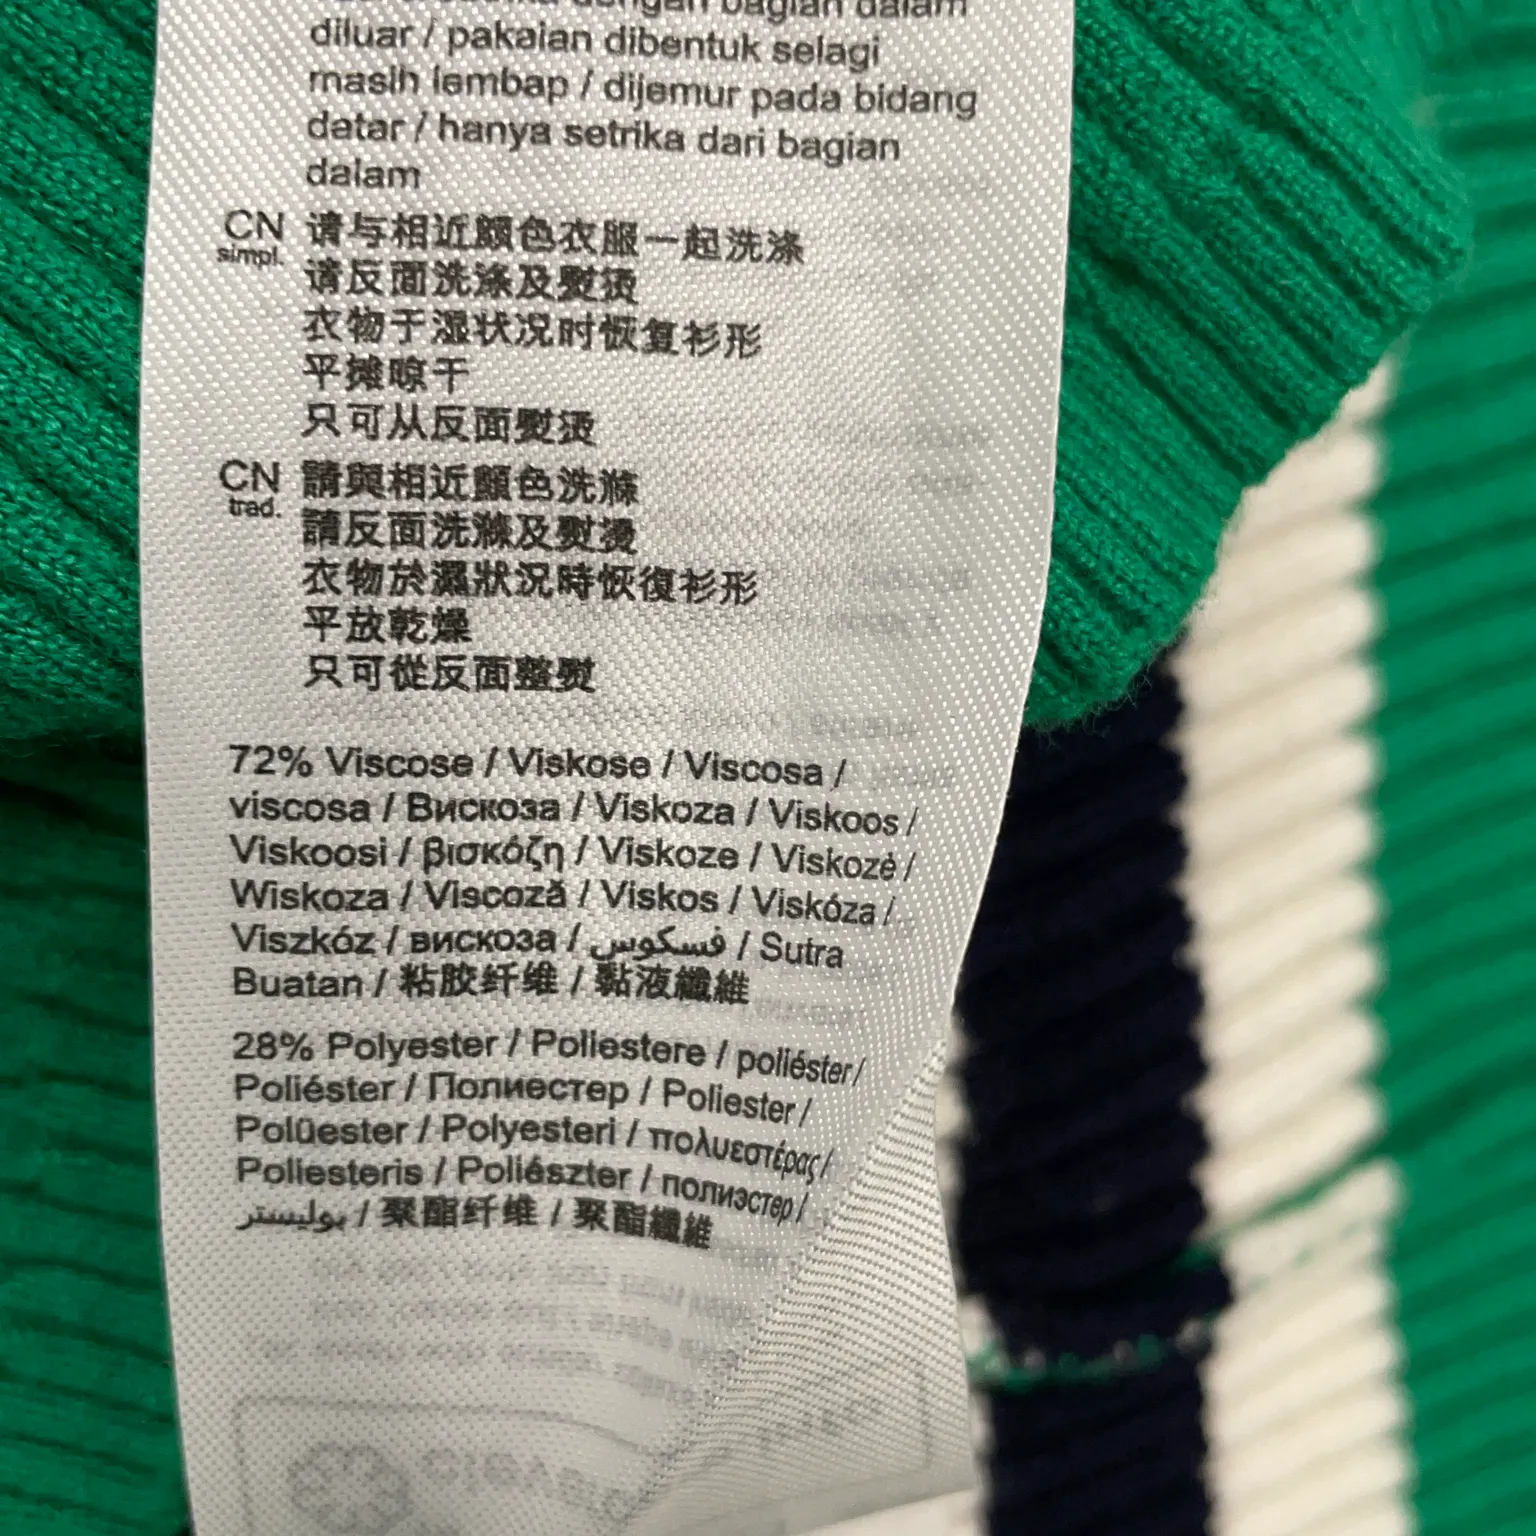 dengan bagian dalam
diluar / pakaian dibentuk selagi
masih lembap / dijemur pada bidang
datar / hanya setrika dari bagian
dalam
CN simpl. 请与相近颜色衣服一起洗涤
请反面洗涤及熨烫
衣物于湿状况时恢复衫形
平摊晾干
只可从反面熨烫
CN trad. 請與相近顏色洗滌
請反面洗滌及熨燙
衣物於濕狀況時恢復衫形
平放乾燥
只可從反面整熨
72% Viscose / Viskose / Viscosa /
viscosa / Вискоза / Viskoza / Viskoos /
Viskoosi / βισκόζη / Viskoze / Viskozė /
Wiskoza / Viscoză / Viskos / Viskóza /
Viszkóz / вискоза / فسكوس / Sutra
Buatan / 粘胶纤维 / 黏液纖維
28% Polyester / Poliestere / poliéster /
Poliéster / Полиестер / Poliester /
Polüester / Polyesteri / πολυεστέρας /
Poliesteris / Poliészter / полиэстер /
بوليستر / 聚酯纤维 / 聚酯纖維